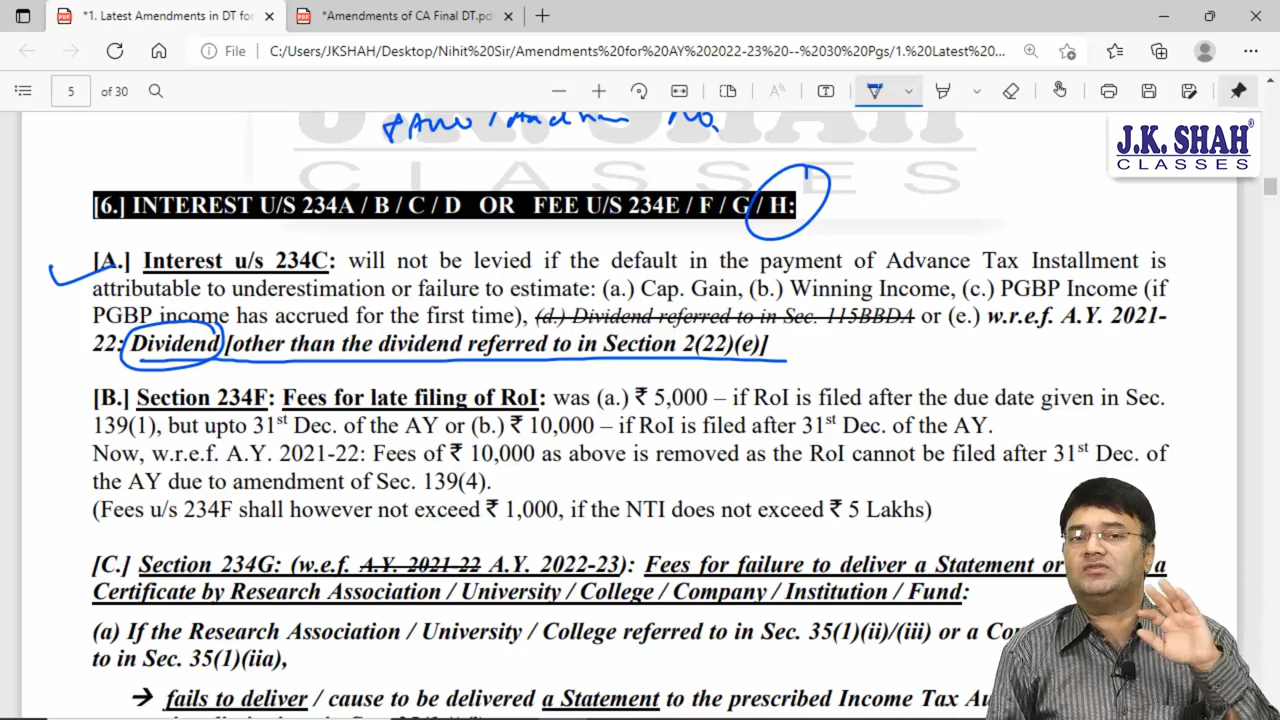 *1. Latest Amendments in DT for
*Amendments of CA Final DT.pd
File
C:/Users/JKSHAH/Desktop/Nihit%20Sir/Amendments%20for%20AY%202022-23%20--%2030%20Pgs/1.%20Latest%20...
5 of 30
J.K. SHAH®
CLASSES
J.K. SHAH
CLASSES
[6.] INTEREST U/S 234A / B / C / D OR FEE U/S 234E / F / G / H:
[A.] Interest u/s 234C: will not be levied if the default in the payment of Advance Tax Installment is
attributable to underestimation or failure to estimate: (a.) Cap. Gain, (b.) Winning Income, (c.) PGBP Income (if
PGBP income has accrued for the first time), (d.) Dividend referred to in Sec. 115BBDA or (e.) w.r.e.f. A.Y. 2021-
22: Dividend [other than the dividend referred to in Section 2(22)(e)]
[B.] Section 234F: Fees for late filing of RoI: was (a.) ₹ 5,000 – if RoI is filed after the due date given in Sec.
139(1), but upto 31st Dec. of the AY or (b.) ₹ 10,000 – if RoI is filed after 31st Dec. of the AY.
Now, w.r.e.f. A.Y. 2021-22: Fees of ₹ 10,000 as above is removed as the RoI cannot be filed after 31st Dec. of
the AY due to amendment of Sec. 139(4).
(Fees u/s 234F shall however not exceed ₹ 1,000, if the NTI does not exceed ₹ 5 Lakhs)
[C.] Section 234G: (w.e.f. A.Y. 2021-22 A.Y. 2022-23): Fees for failure to deliver a Statement or a
Certificate by Research Association / University / College / Company / Institution / Fund:
(a) If the Research Association / University / College referred to in Sec. 35(1)(ii)/(iii) or a Co
to in Sec. 35(1)(iia),
→ fails to deliver / cause to be delivered a Statement to the prescribed Income Tax Au